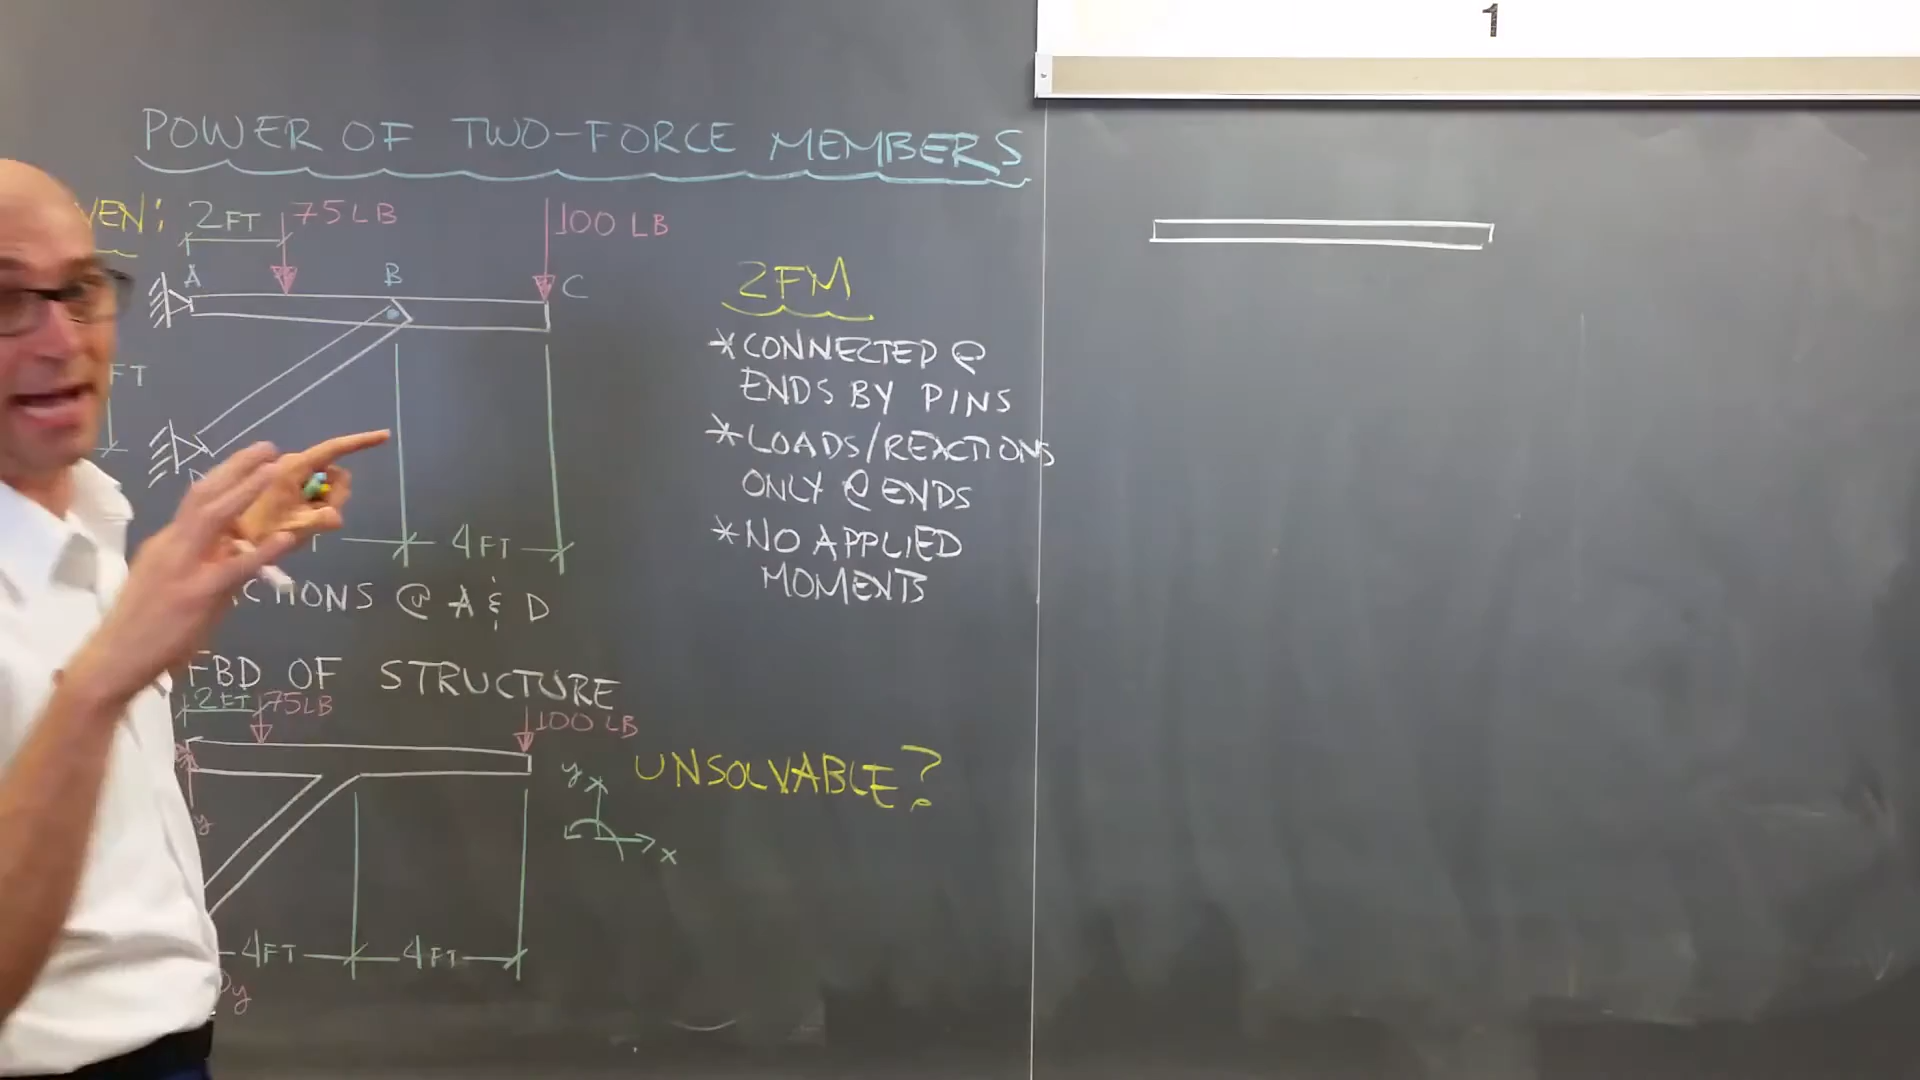 1
POWER OF TWO-FORCE MEMBERS
VEN:
2FT
75LB
100 LB
A
B
C
FT
4FT
CTIONS @ A & D
2FM
*CONNECTED @
ENDS BY PINS
*LOADS/REACTIONS
ONLY @ ENDS
*NO APPLIED
MOMENTS
FBD OF STRUCTURE
2FT
75LB
100 LB
y
x
UNSOLVABLE?
y
4FT
4FT
y